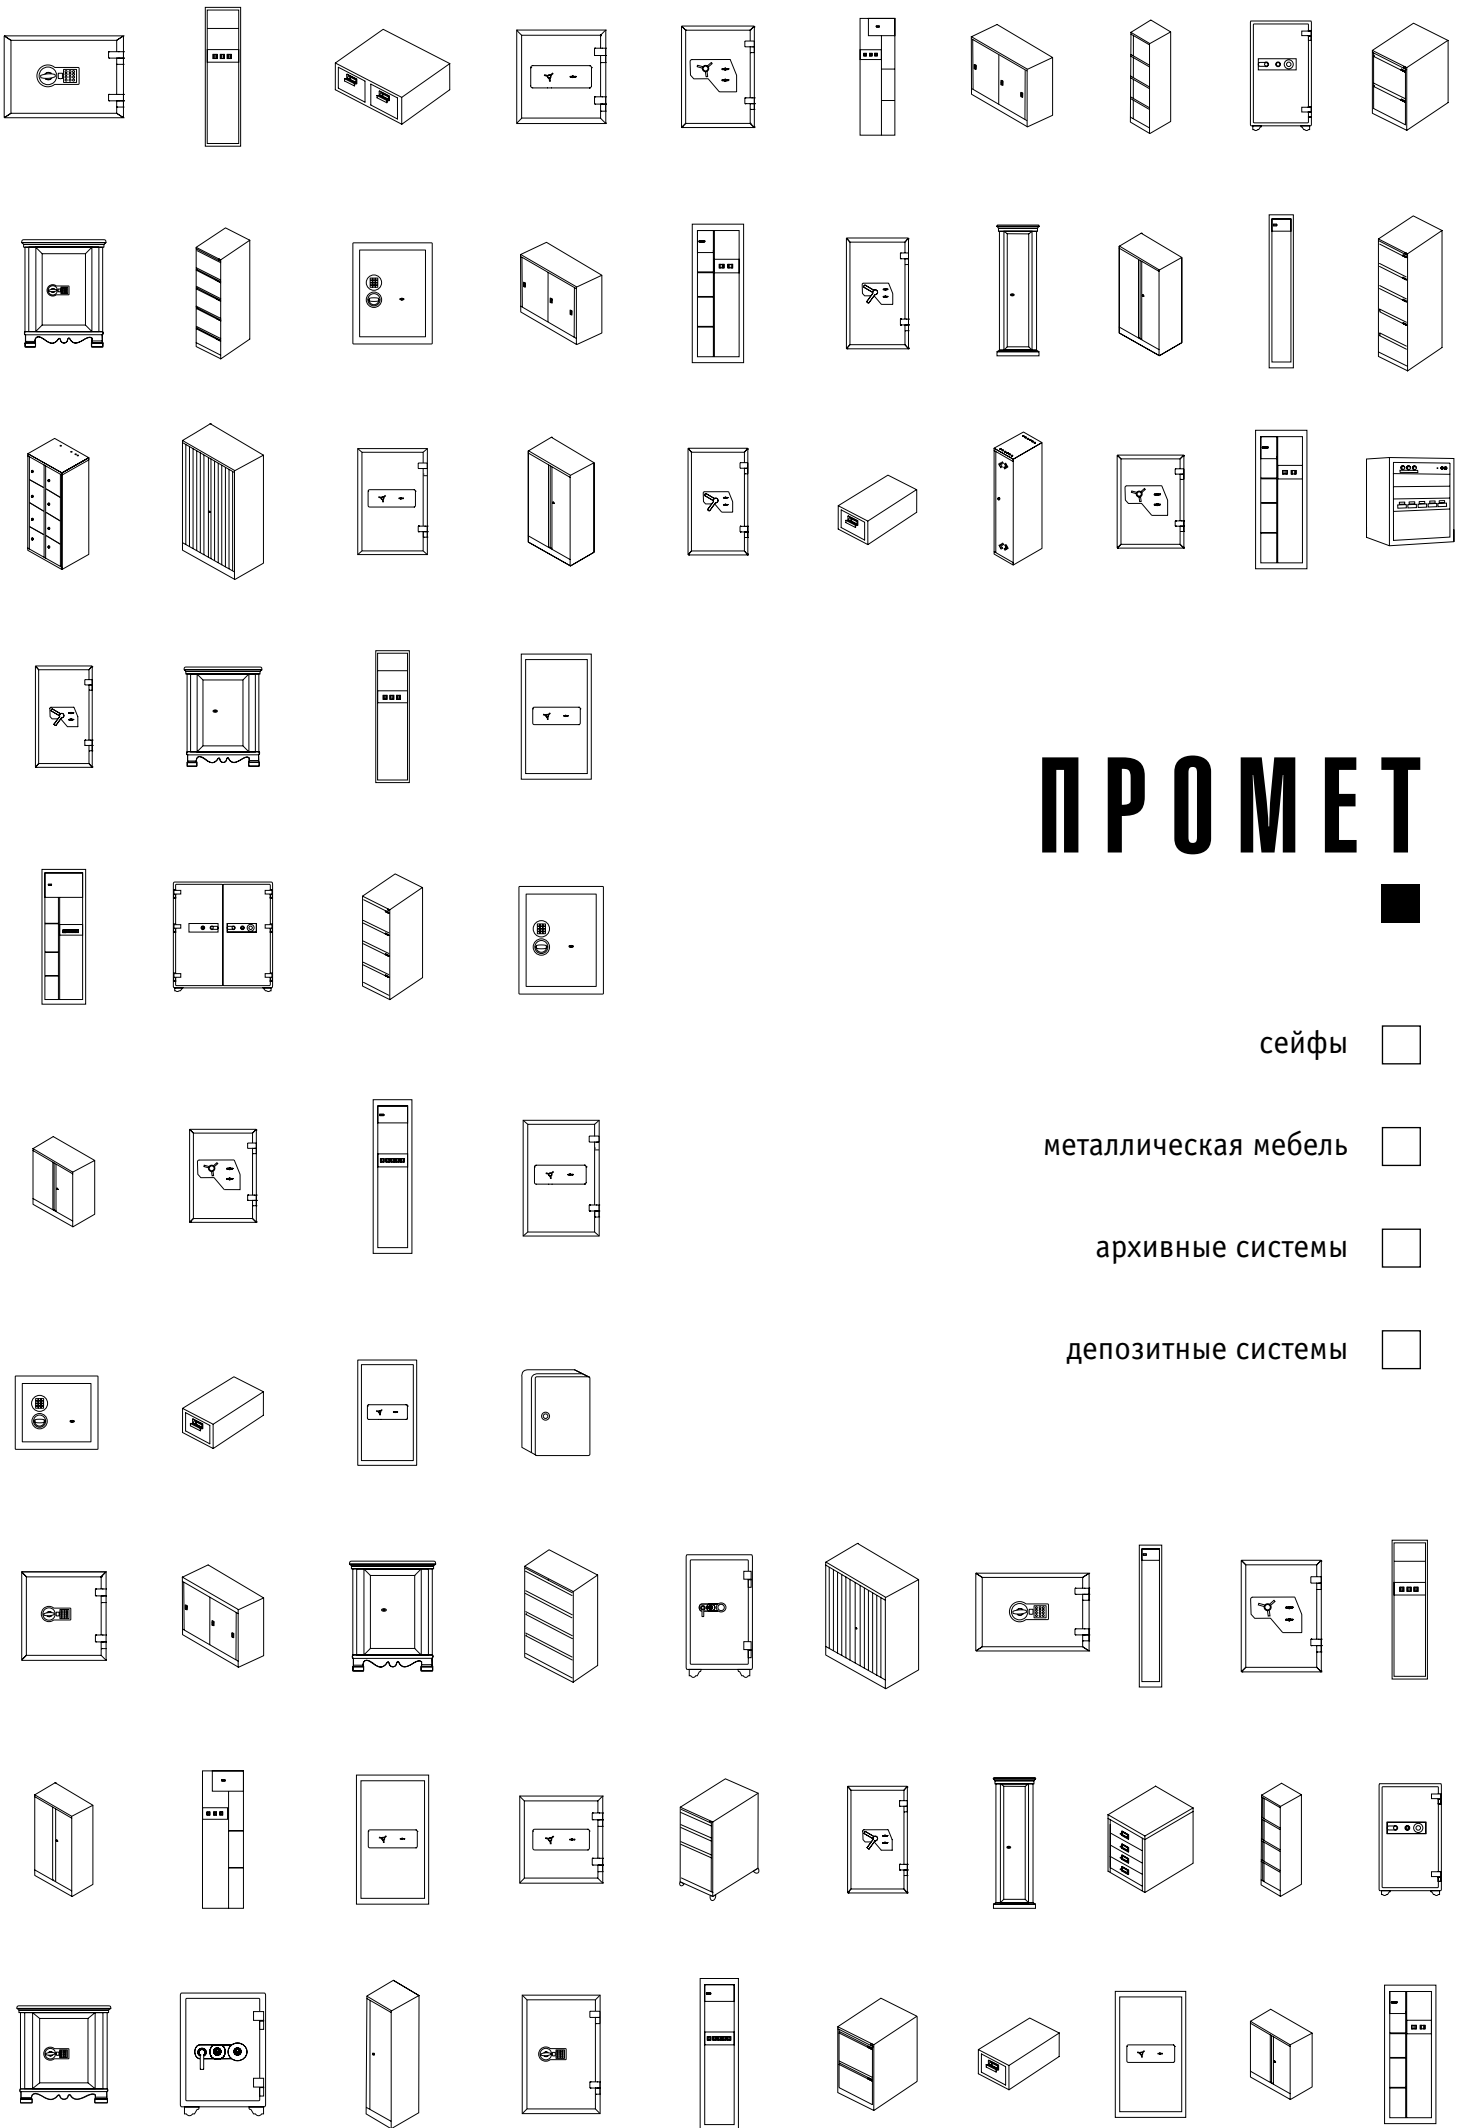 ПРОМЕТ
сейфы
металлическая мебель
архивные системы
депозитные системы